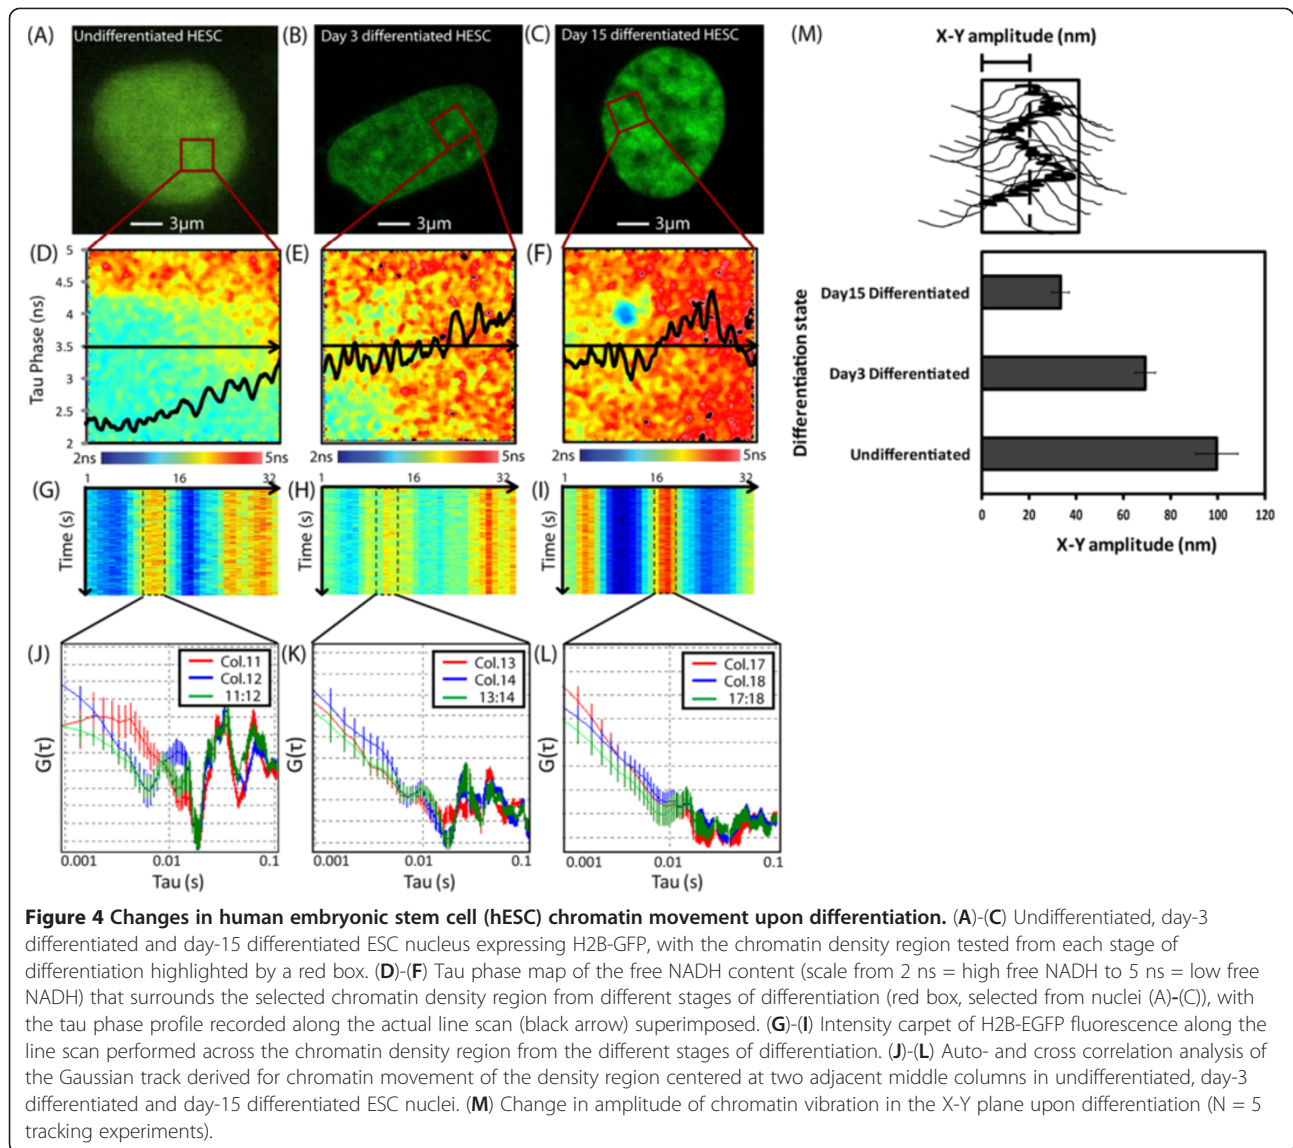 (A)
Undifferentiated HESC
3μm
(B)
Day 3 differentiated HESC
3μm
(C)
Day 15 differentiated HESC
3μm
(M)
X-Y amplitude (nm)
(D)
Tau Phase (ns)
5
4.5
4
3.5
3
2.5
2
2ns
5ns
(E)
2ns
5ns
(F)
2ns
5ns
Differentiation state
Day15 Differentiated
Day3 Differentiated
Undifferentiated
0
20
40
60
80
100
120
X-Y amplitude (nm)
(G)
1
16
32
Time (s)
(H)
1
16
32
Time (s)
(I)
1
16
32
Time (s)
(J)
Col.11
Col.12
11:12
G(τ)
0.001
0.01
0.1
Tau (s)
(K)
Col.13
Col.14
13:14
G(τ)
0.001
0.01
0.1
Tau (s)
(L)
Col.17
Col.18
17:18
G(τ)
0.001
0.01
0.1
Tau (s)
Figure 4 Changes in human embryonic stem cell (hESC) chromatin movement upon differentiation. (A)-(C) Undifferentiated, day-3
differentiated and day-15 differentiated ESC nucleus expressing H2B-GFP, with the chromatin density region tested from each stage of
differentiation highlighted by a red box. (D)-(F) Tau phase map of the free NADH content (scale from 2 ns = high free NADH to 5 ns = low free
NADH) that surrounds the selected chromatin density region from different stages of differentiation (red box, selected from nuclei (A)-(C)), with
the tau phase profile recorded along the actual line scan (black arrow) superimposed. (G)-(I) Intensity carpet of H2B-EGFP fluorescence along the
line scan performed across the chromatin density region from the different stages of differentiation. (J)-(L) Auto- and cross correlation analysis of
the Gaussian track derived for chromatin movement of the density region centered at two adjacent middle columns in undifferentiated, day-3
differentiated and day-15 differentiated ESC nuclei. (M) Change in amplitude of chromatin vibration in the X-Y plane upon differentiation (N = 5
tracking experiments).